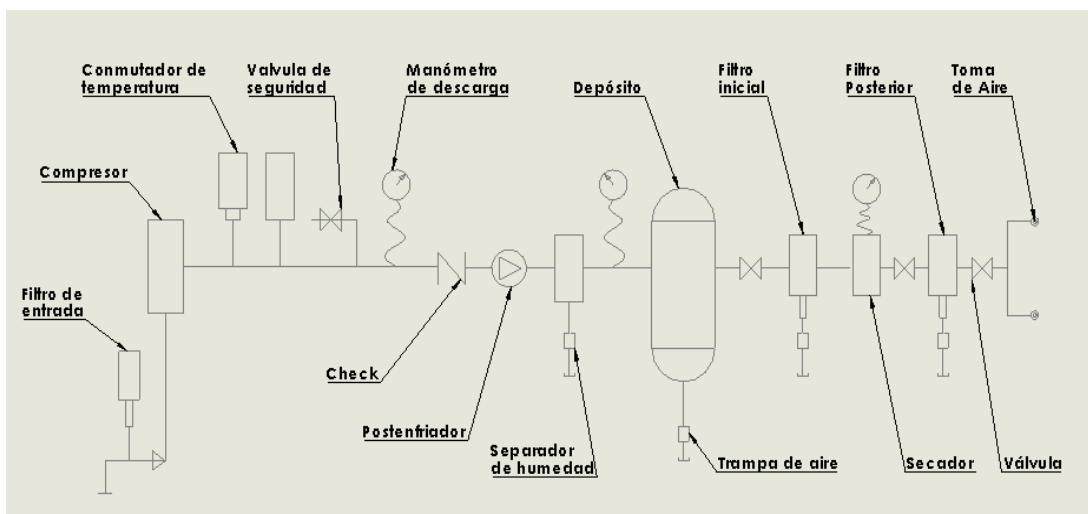 Conmutador de
temperatura
Valvula de
seguridad
Manómetro
de descarga
Depósito
Filtro
inicial
Filtro
Posterior
Toma
de Aire
Compresor
Filtro de
entrada
Check
Postenfriador
Separador
de humedad
Trampa de aire
Secador
Válvula